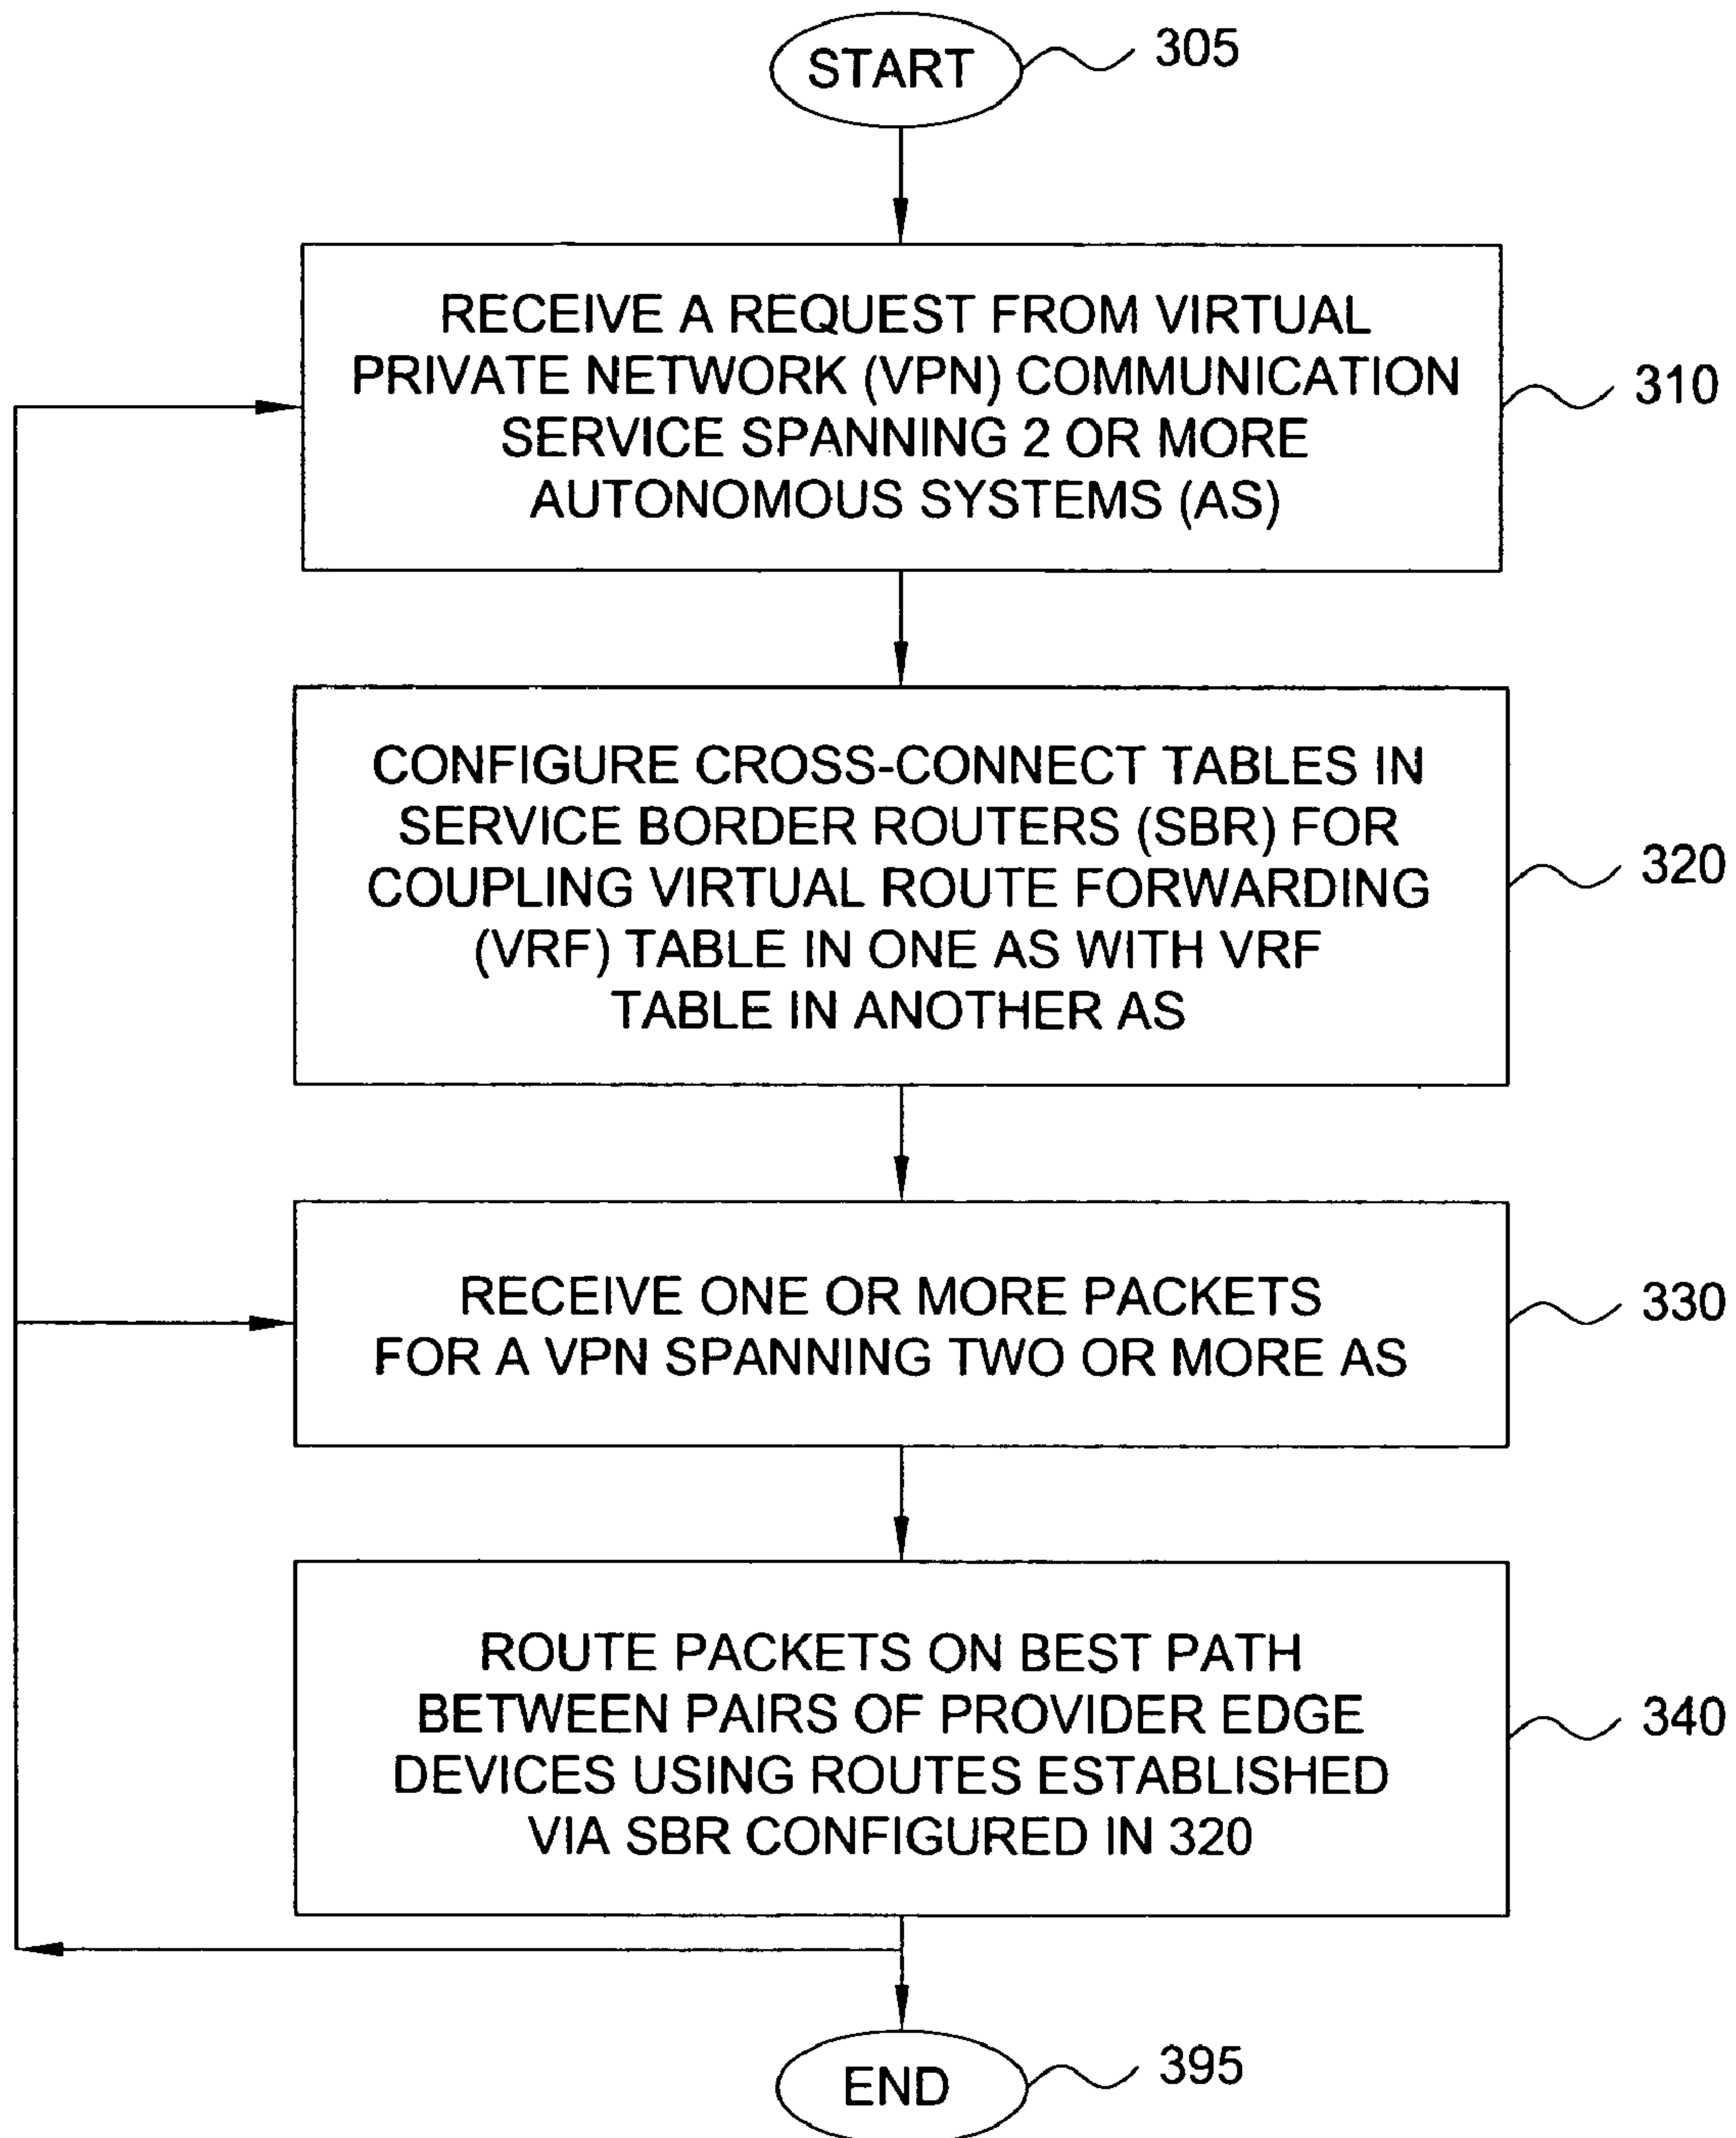 START
305
RECEIVE A REQUEST FROM VIRTUAL
PRIVATE NETWORK (VPN) COMMUNICATION
SERVICE SPANNING 2 OR MORE
AUTONOMOUS SYSTEMS (AS)
310
CONFIGURE CROSS-CONNECT TABLES IN
SERVICE BORDER ROUTERS (SBR) FOR
COUPLING VIRTUAL ROUTE FORWARDING
(VRF) TABLE IN ONE AS WITH VRF
TABLE IN ANOTHER AS
320
RECEIVE ONE OR MORE PACKETS
FOR A VPN SPANNING TWO OR MORE AS
330
ROUTE PACKETS ON BEST PATH
BETWEEN PAIRS OF PROVIDER EDGE
DEVICES USING ROUTES ESTABLISHED
VIA SBR CONFIGURED IN 320
340
END
395